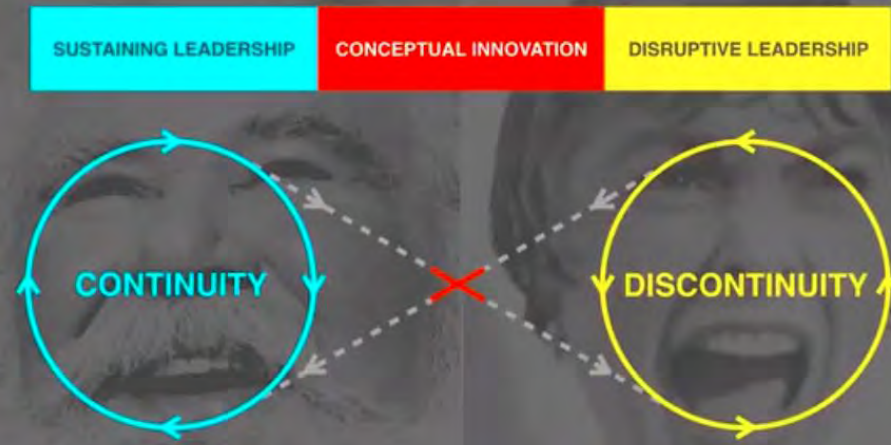 SUSTAINING LEADERSHIP
CONCEPTUAL INNOVATION
DISRUPTIVE LEADERSHIP
CONTINUITY
DISCONTINUITY